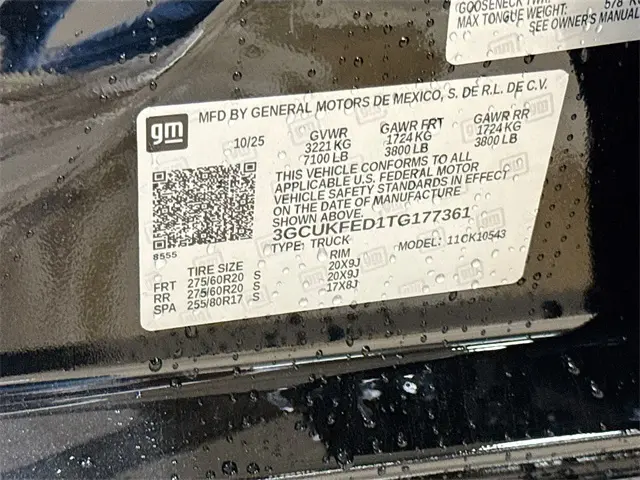 GOOSENECK
578
MAX TONGUE WEIGHT:
SEE OWNER'S MANUAL
gm
MFD BY GENERAL MOTORS DE MEXICO, S. DE R.L. DE C.V.
10/25 GVWR GAWR FRT GAWR RR
3221 KG 1724 KG 1724 KG
7100 LB 3800 LB 3800 LB
THIS VEHICLE CONFORMS TO ALL
APPLICABLE U.S. FEDERAL MOTOR
VEHICLE SAFETY STANDARDS IN EFFECT
ON THE DATE OF MANUFACTURE
SHOWN ABOVE.
3GCUKFED1TG177361
TYPE: TRUCK MODEL: 11CK10543
8555
TIRE SIZE RIM
FRT 275/60R20 S 20X9J
RR 275/60R20 S 20X9J
SPA 255/80R17 S 17X8J